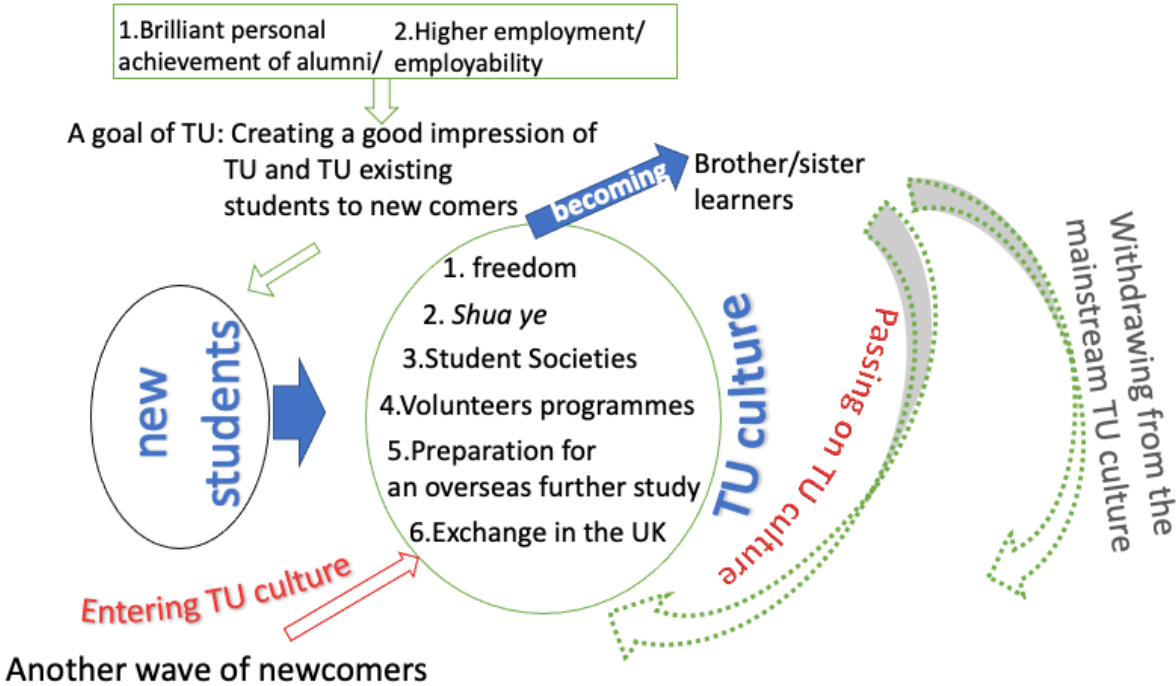 1.Brilliant personal
achievement of alumni/
2.Higher employment/
employability
A goal of TU: Creating a good impression of
TU and TU existing
students to new comers
becoming
Brother/sister
learners
new
students
1. freedom
2. Shua ye
3.Student Societies
4.Volunteers programmes
5.Preparation for
an overseas further study
6.Exchange in the UK
TU culture
Passing on TU culture
Withdrawing from the
mainstream TU culture
Entering TU culture
Another wave of newcomers